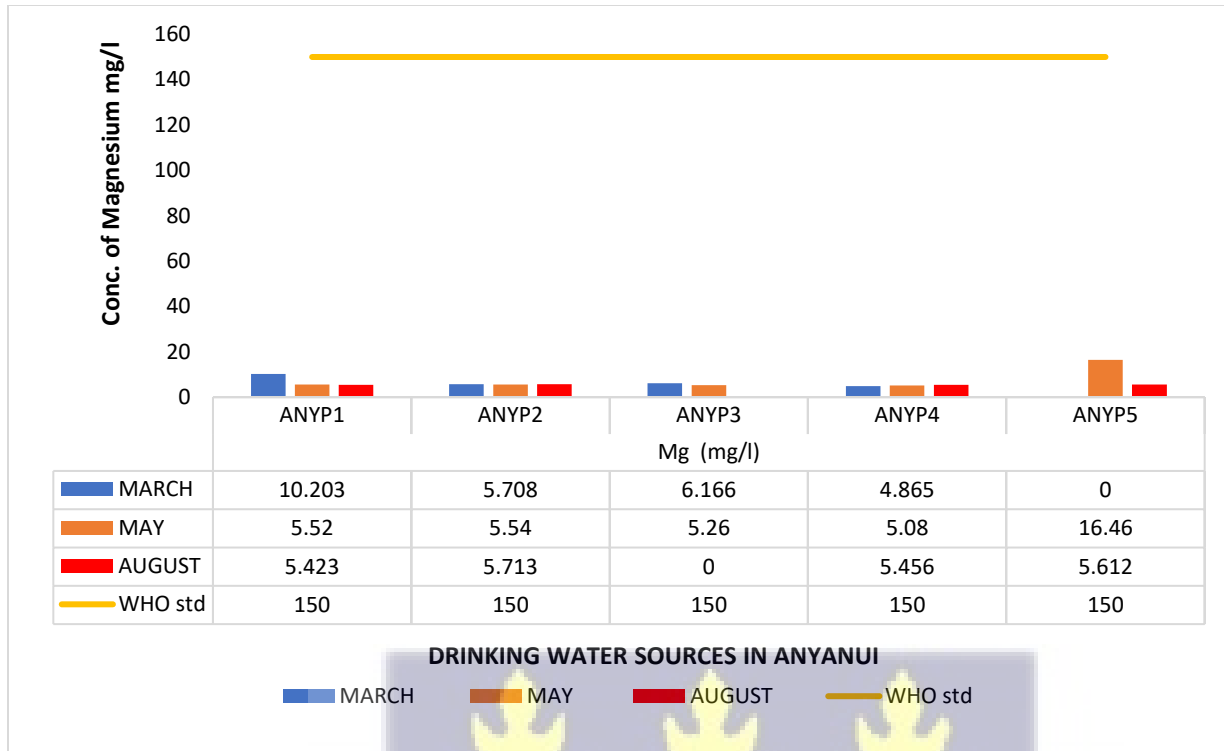 160
140
120
100
80
60
40
20
0
Conc. of Magnesium mg/l
ANYP1 ANYP2 ANYP3 ANYP4 ANYP5
Mg (mg/l)
MARCH 10.203 5.708 6.166 4.865 0
MAY 5.52 5.54 5.26 5.08 16.46
AUGUST 5.423 5.713 0 5.456 5.612
WHO std 150 150 150 150 150
DRINKING WATER SOURCES IN ANYANUI
MARCH MAY AUGUST WHO std